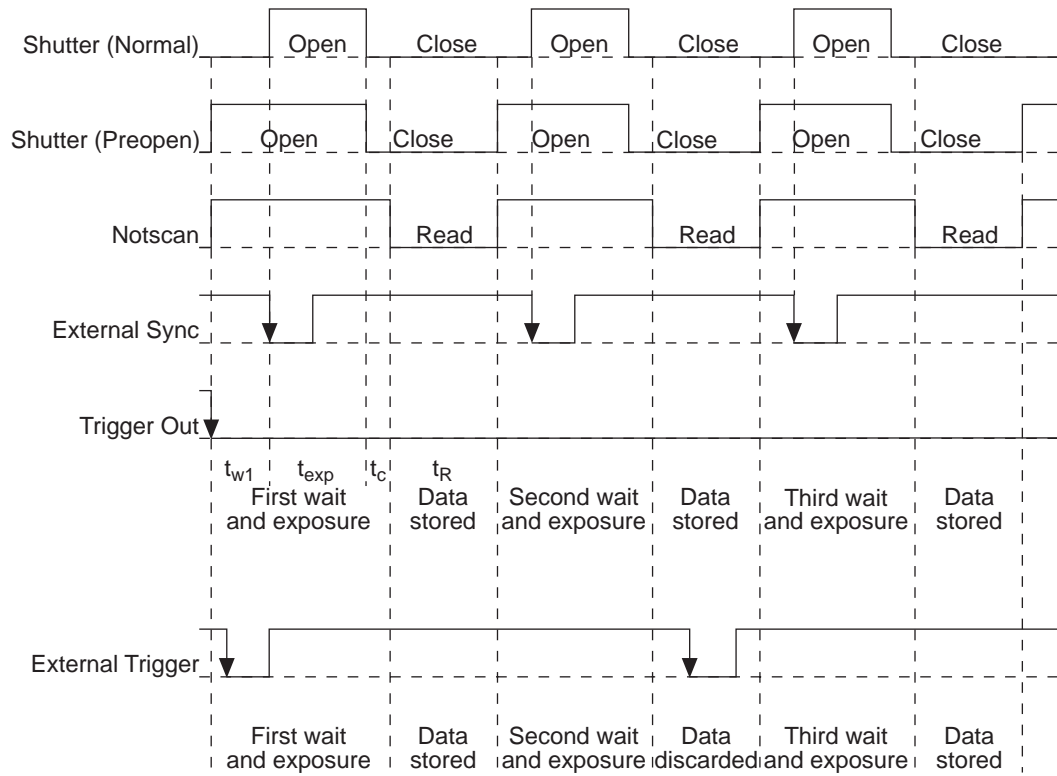 Shutter (Normal) Open Close Open Close Open Close
Shutter (Preopen) Open Close Open Close Open Close
Notscan Read Read Read
External Sync
Trigger Out
tw1 texp tc tR
First wait and exposure Data stored Second wait and exposure Data stored Third wait and exposure Data stored
External Trigger
First wait and exposure Data stored Second wait and exposure Data discarded Third wait and exposure Data stored